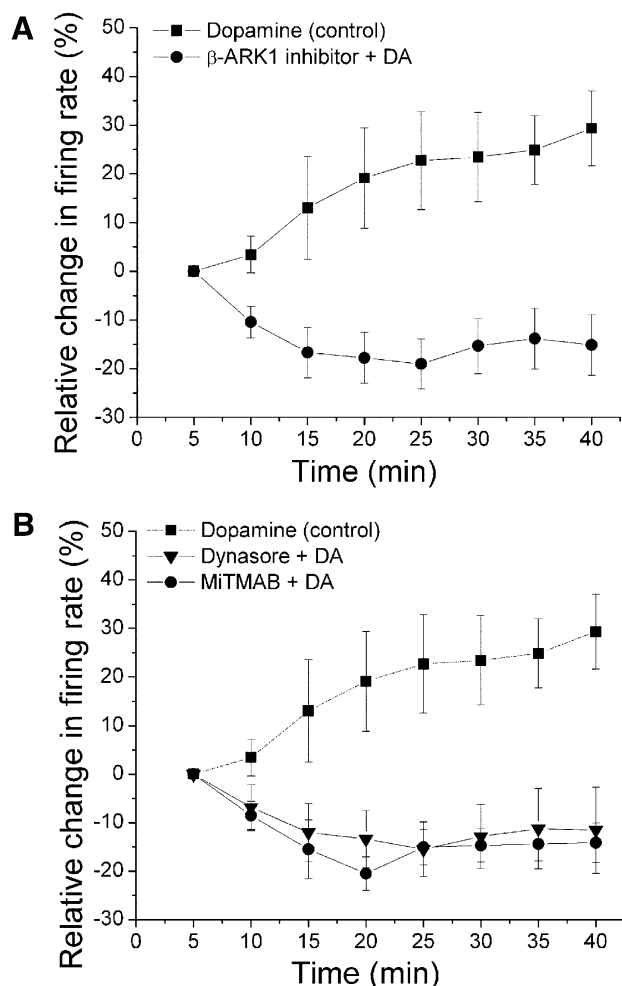 A
Dopamine (control)
β-ARK1 inhibitor + DA
Relative change in firing rate (%)
50
40
30
20
10
0
-10
-20
-30
0 5 10 15 20 25 30 35 40
Time (min)
B
Dopamine (control)
Dynasore + DA
MiTMAB + DA
Relative change in firing rate (%)
50
40
30
20
10
0
-10
-20
-30
0 5 10 15 20 25 30 35 40
Time (min)